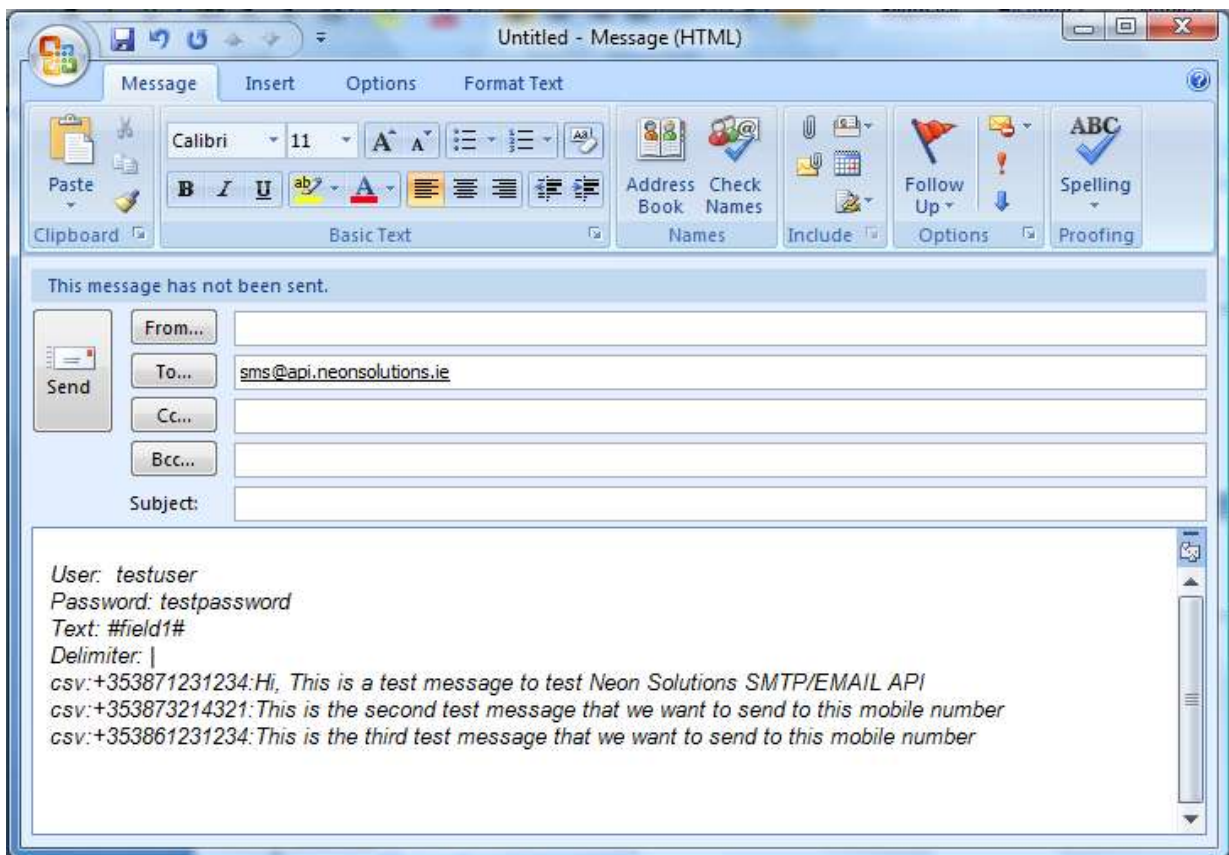 Untitled - Message (HTML)
Message Insert Options Format Text
Calibri 11 A A Aa
ABC
Paste B I U ab A Address Book Check Names Follow Up Spelling
Clipboard Basic Text Names Include Options Proofing
This message has not been sent.
From...
Send To... sms@api.neonsolutions.ie
Cc...
Bcc...
Subject:
User: testuser
Password: testpassword
Text: #field1#
Delimiter: |
csv:+353871231234:Hi, This is a test message to test Neon Solutions SMTP/EMAIL API
csv:+353873214321:This is the second test message that we want to send to this mobile number
csv:+353861231234:This is the third test message that we want to send to this mobile number